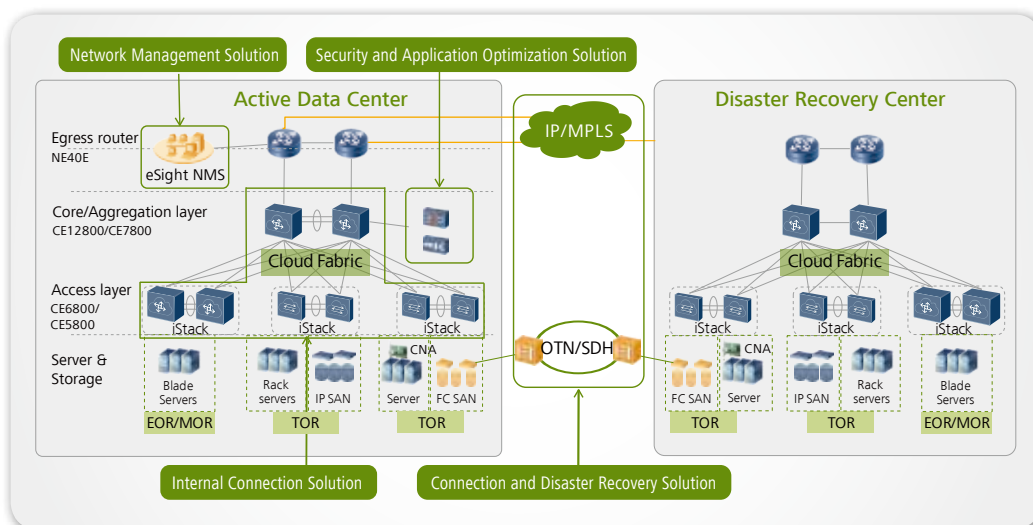 Network Management Solution
Security and Application Optimization Solution
Active Data Center
Disaster Recovery Center
IP/MPLS
Egress router
NE40E
eSight NMS
Core/Aggregation layer
CE12800/CE7800
Cloud Fabric
Cloud Fabric
Access layer
CE6800/
CE5800
iStack
iStack
iStack
iStack
iStack
iStack
OTN/SDH
Server &
Storage
CNA
CNA
Blade
Servers
Rack
servers
IP SAN
Server
FC SAN
FC SAN
Server
IP SAN
Rack
servers
Blade
Servers
EOR/MOR
TOR
TOR
TOR
TOR
EOR/MOR
Internal Connection Solution
Connection and Disaster Recovery Solution